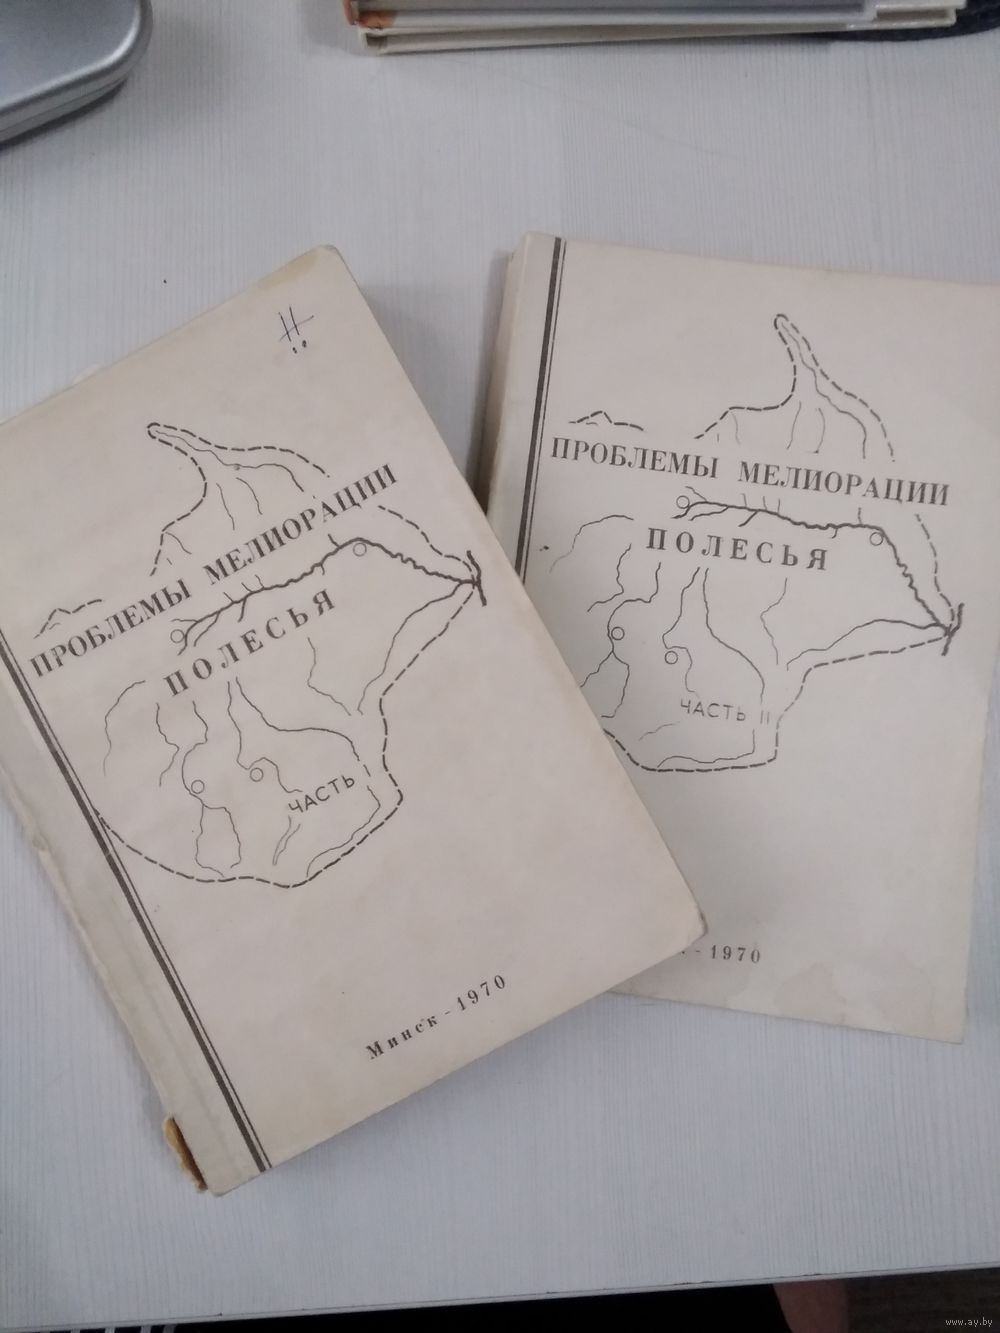 ПРОБЛЕМЫ МЕЛИОРАЦИИ
ПОЛЕСЬЯ
ЧАСТЬ
Минск - 1970
ПРОБЛЕМЫ МЕЛИОРАЦИИ
ПОЛЕСЬЯ
ЧАСТЬ II
- 1970
www.ay.by